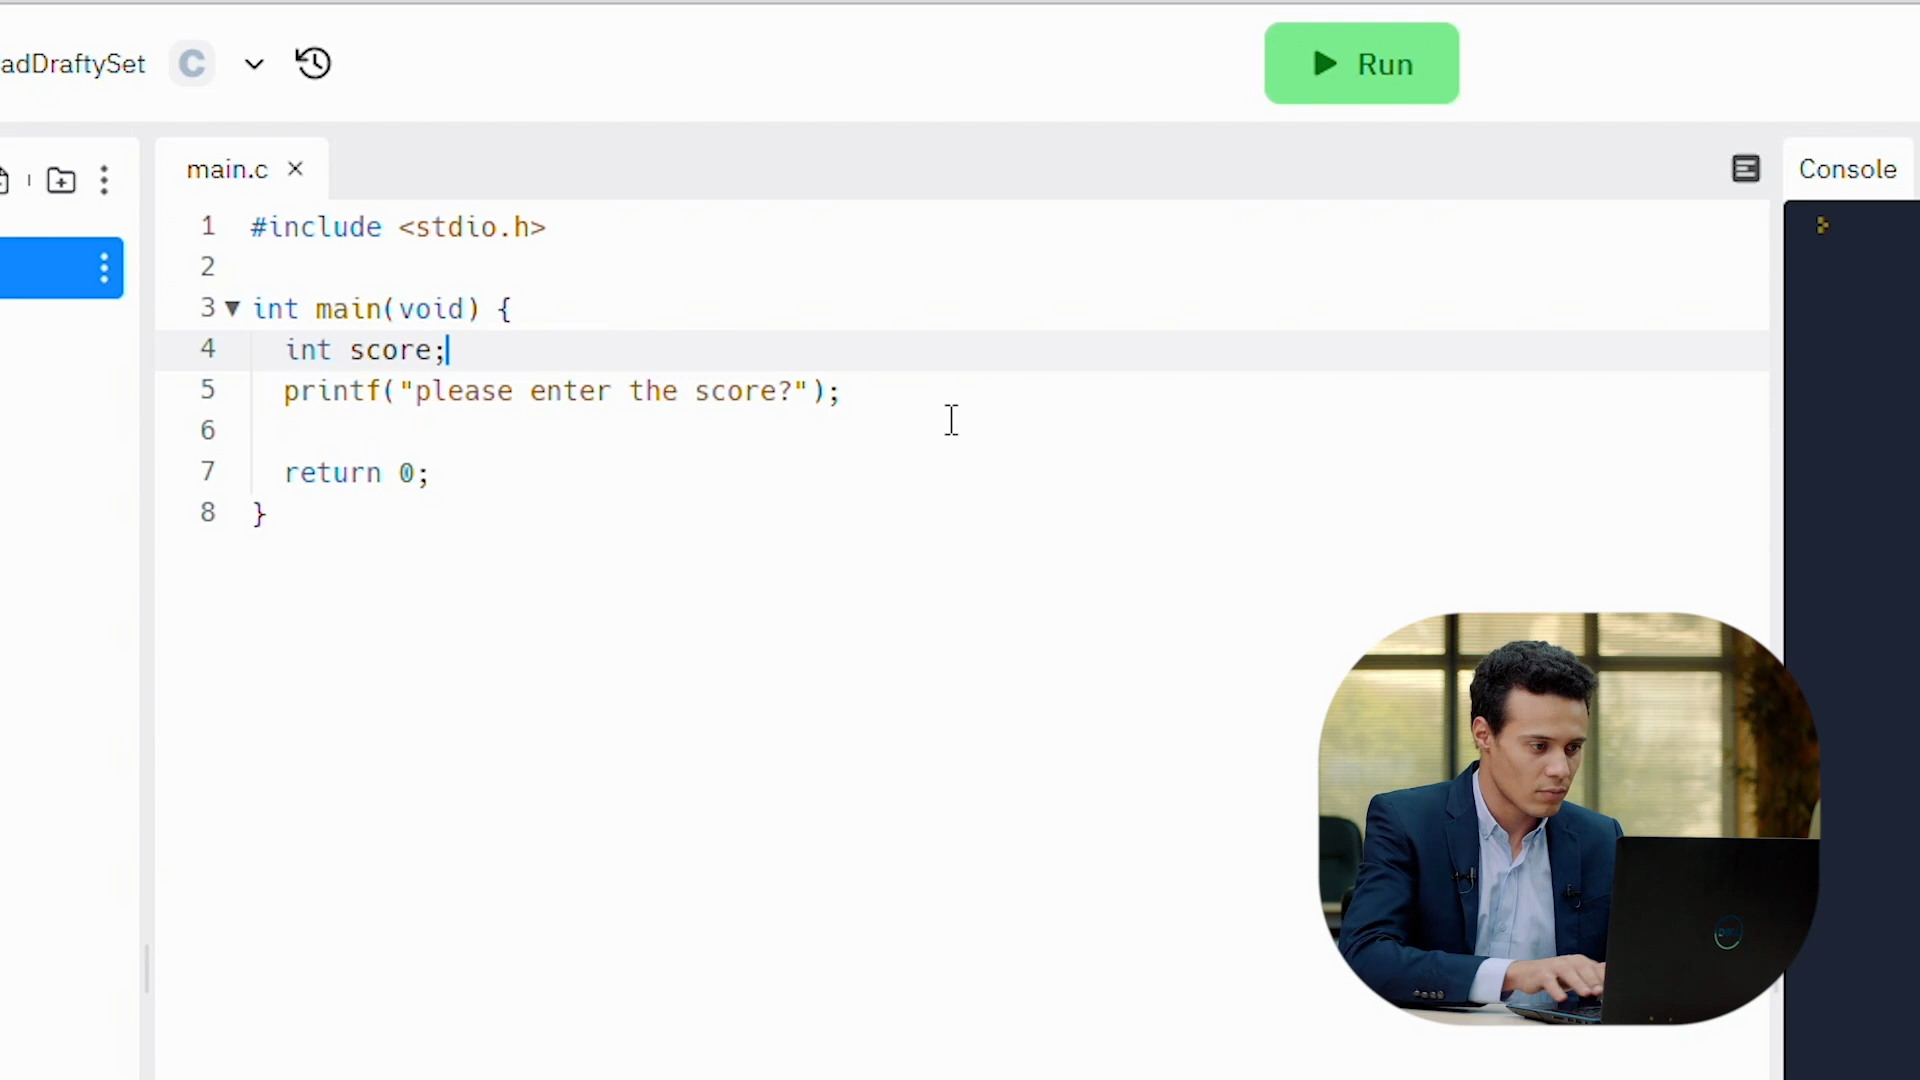 adDraftySet C Run
main.c Console
1 #include <stdio.h>
2
3 int main(void) {
4 int score;
5 printf("please enter the score?");
6
7 return 0;
8 }
DELL